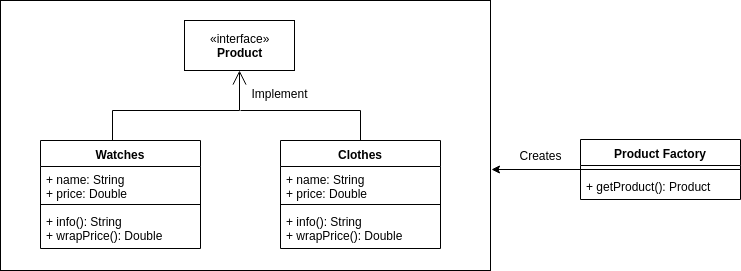 «interface»
Product
Implement
Watches
+ name: String
+ price: Double
+ info(): String
+ wrapPrice(): Double
Clothes
+ name: String
+ price: Double
+ info(): String
+ wrapPrice(): Double
Creates
Product Factory
+ getProduct(): Product